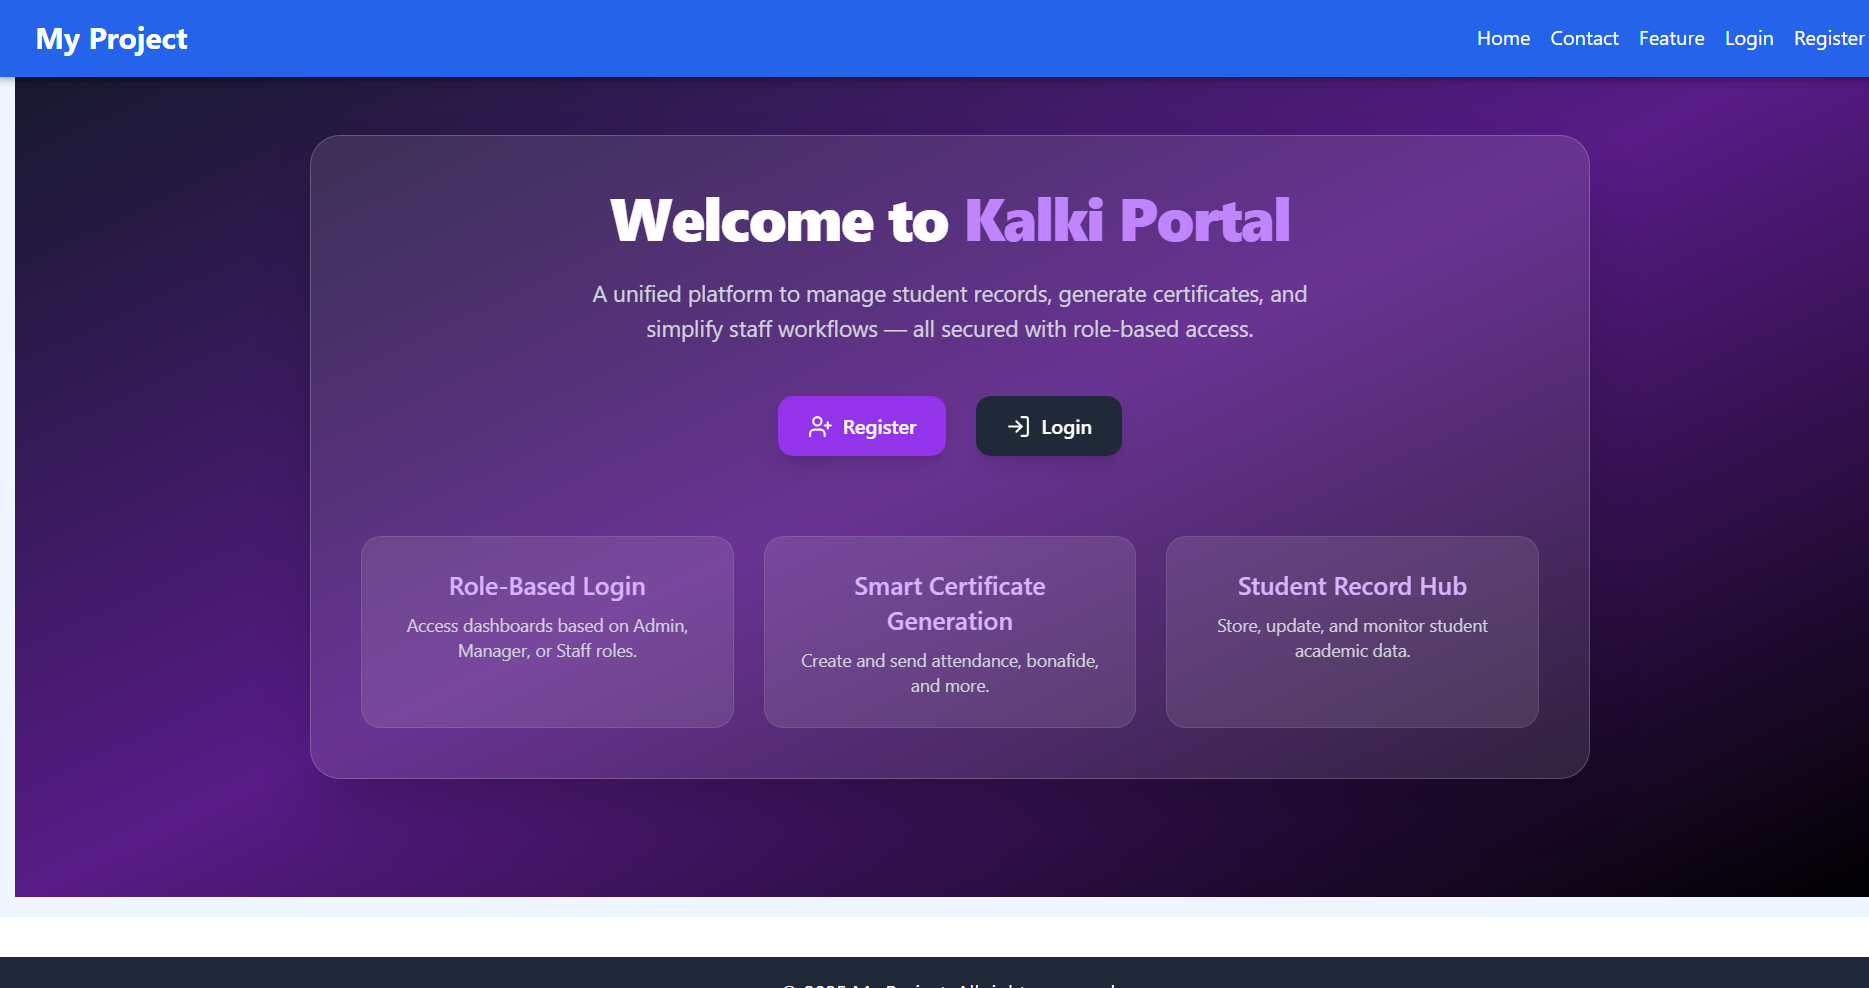 My Project
Home Contact Feature Login Register
Welcome to Kalki Portal
A unified platform to manage student records, generate certificates, and
simplify staff workflows — all secured with role-based access.
Register
Login
Role-Based Login
Access dashboards based on Admin,
Manager, or Staff roles.
Smart Certificate
Generation
Create and send attendance, bonafide,
and more.
Student Record Hub
Store, update, and monitor student
academic data.